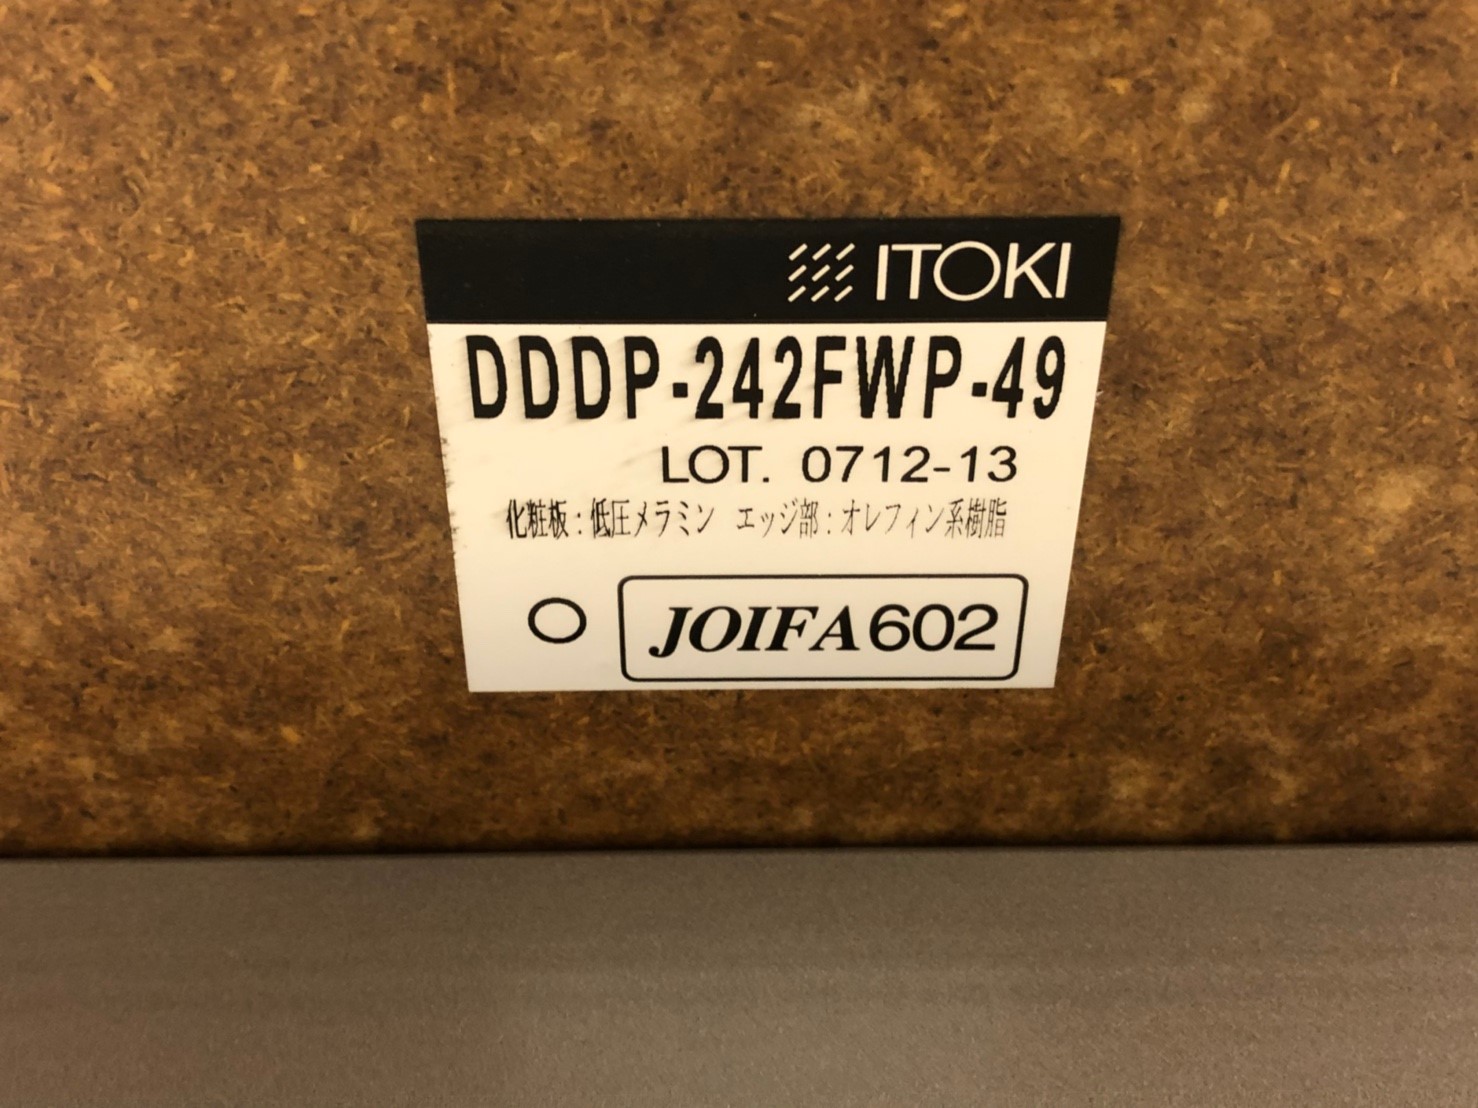 ITOKI
DDDP-242FWP-49
LOT. 0712-13
化粧板：低圧メラミン エッジ部：オレフィン系樹脂
○ JOIFA602